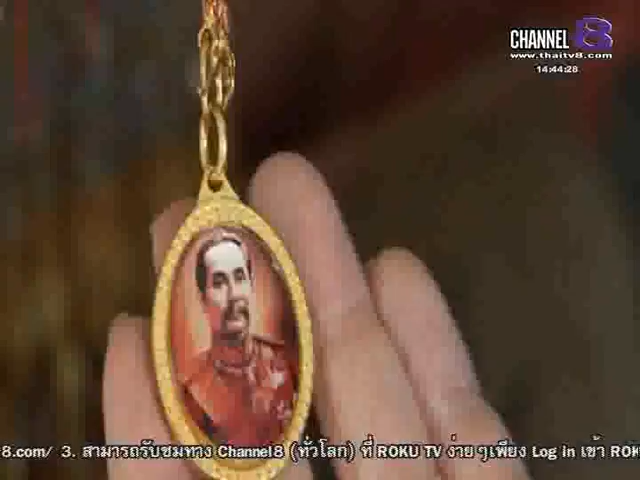 CHANNEL 8
www.thaitv8.com
14:44:28
8.com/ 3. สามารถรับชมทาง Channel8 (ทั่วโลก) ที่ ROKU TV ง่ายๆเพียง Log in เข้า ROK